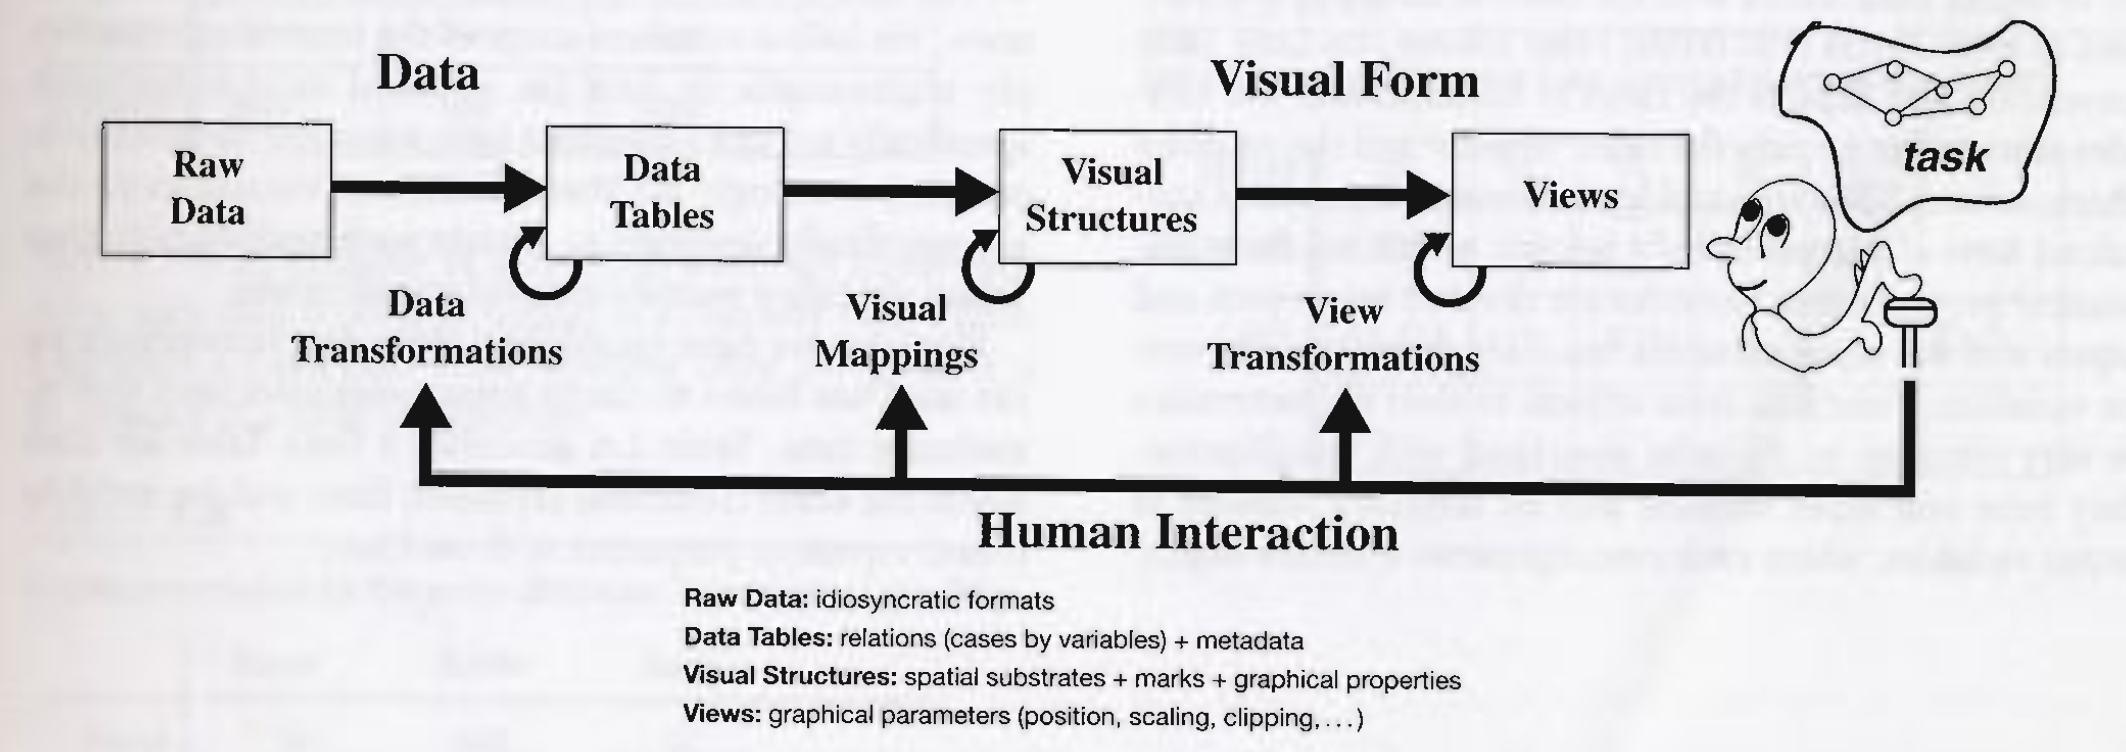 Data
Visual Form
Raw
Data
Data
Tables
Visual
Structures
Views
task
Data
Transformations
Visual
Mappings
View
Transformations
Human Interaction
Raw Data: idiosyncratic formats
Data Tables: relations (cases by variables) + metadata
Visual Structures: spatial substrates + marks + graphical properties
Views: graphical parameters (position, scaling, clipping, ...)